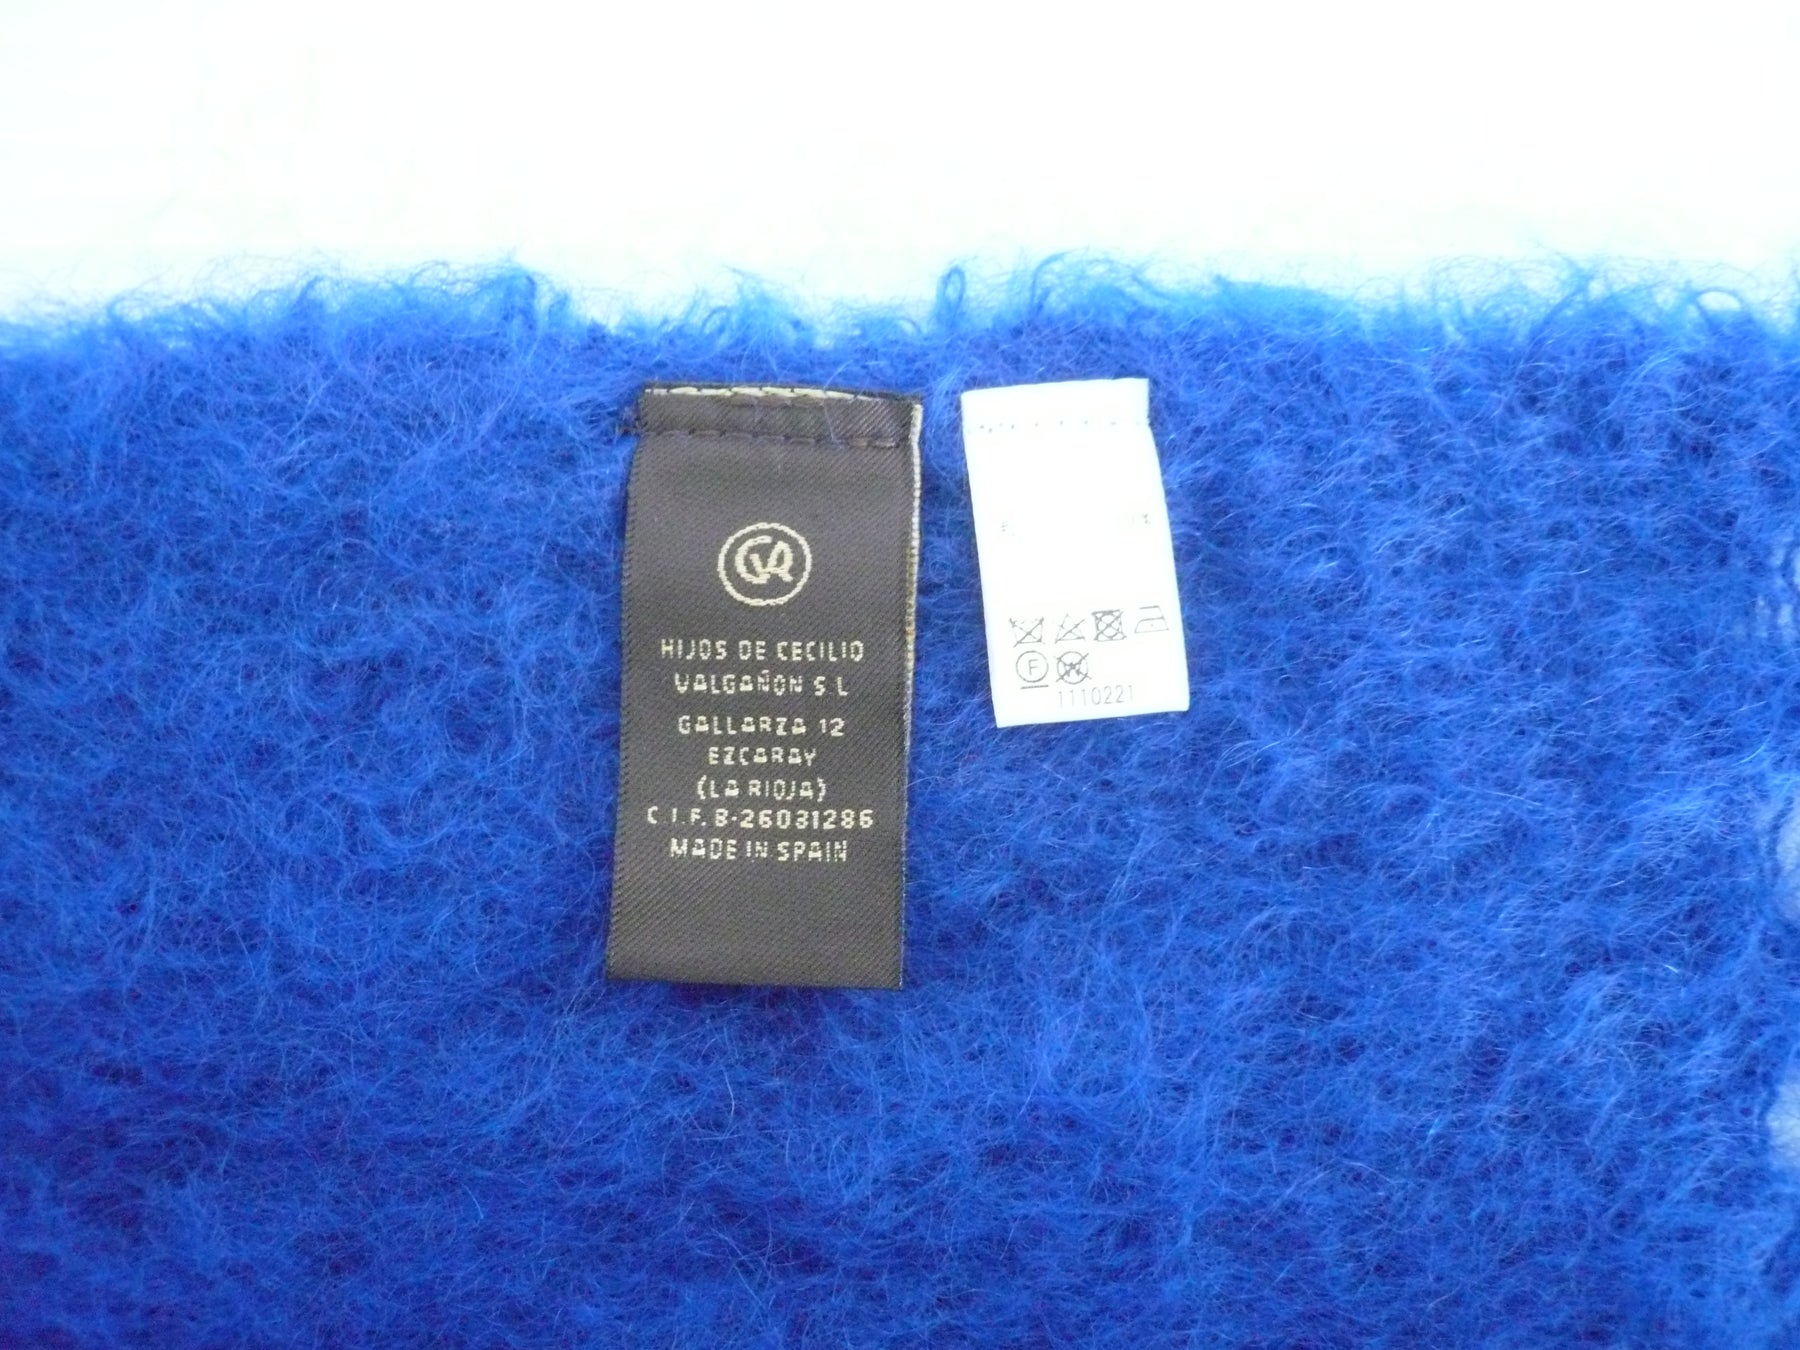 HIJOS DE CECILIO
VALGAÑON S.L
GALLARZA 12
EZCARAY
(LA RIOJA)
C.I.F. B-26031286
MADE IN SPAIN
F
W
1110221